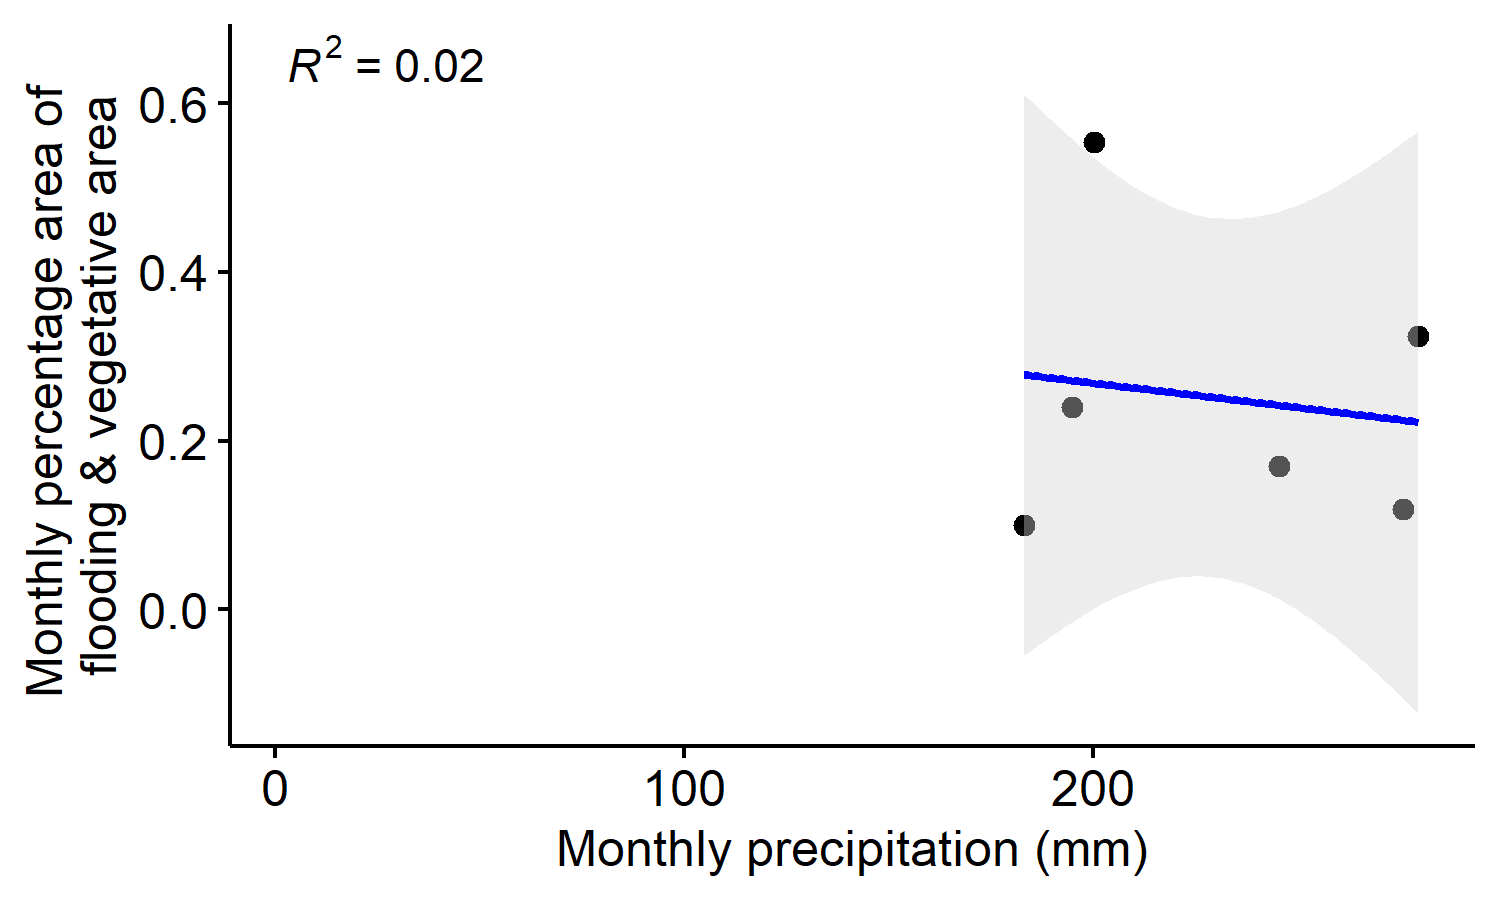 R² = 0.02
Monthly percentage area of
flooding & vegetative area
0.6
0.4
0.2
0.0
0 100 200
Monthly precipitation (mm)